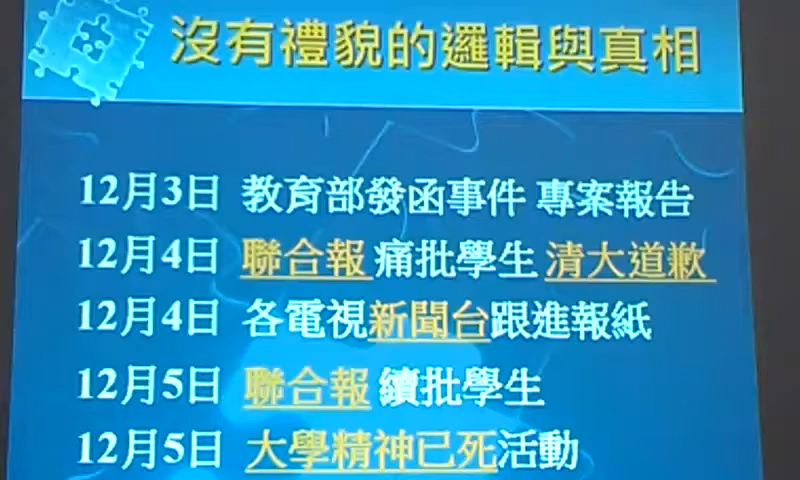 沒有禮貌的邏輯與真相
12月3日 教育部發函事件 專案報告
12月4日 聯合報 痛批學生 清大道歉
12月4日 各電視新聞台跟進報紙
12月5日 聯合報 續批學生
12月5日 大學精神已死活動